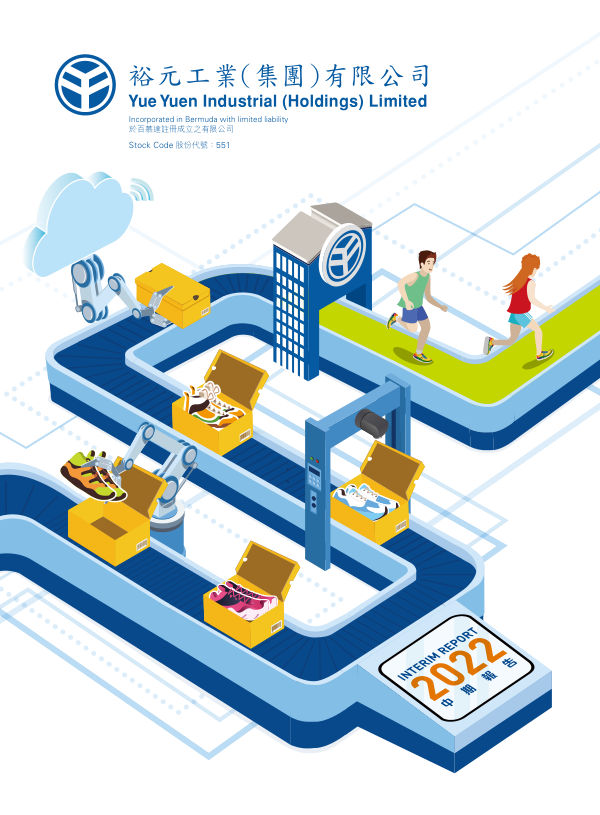 裕元工業(集團)有限公司
Yue Yuen Industrial (Holdings) Limited
Incorporated in Bermuda with limited liability
於百慕達註冊成立之有限公司
Stock Code 股份代號：551
INTERIM REPORT
2022
中期報告